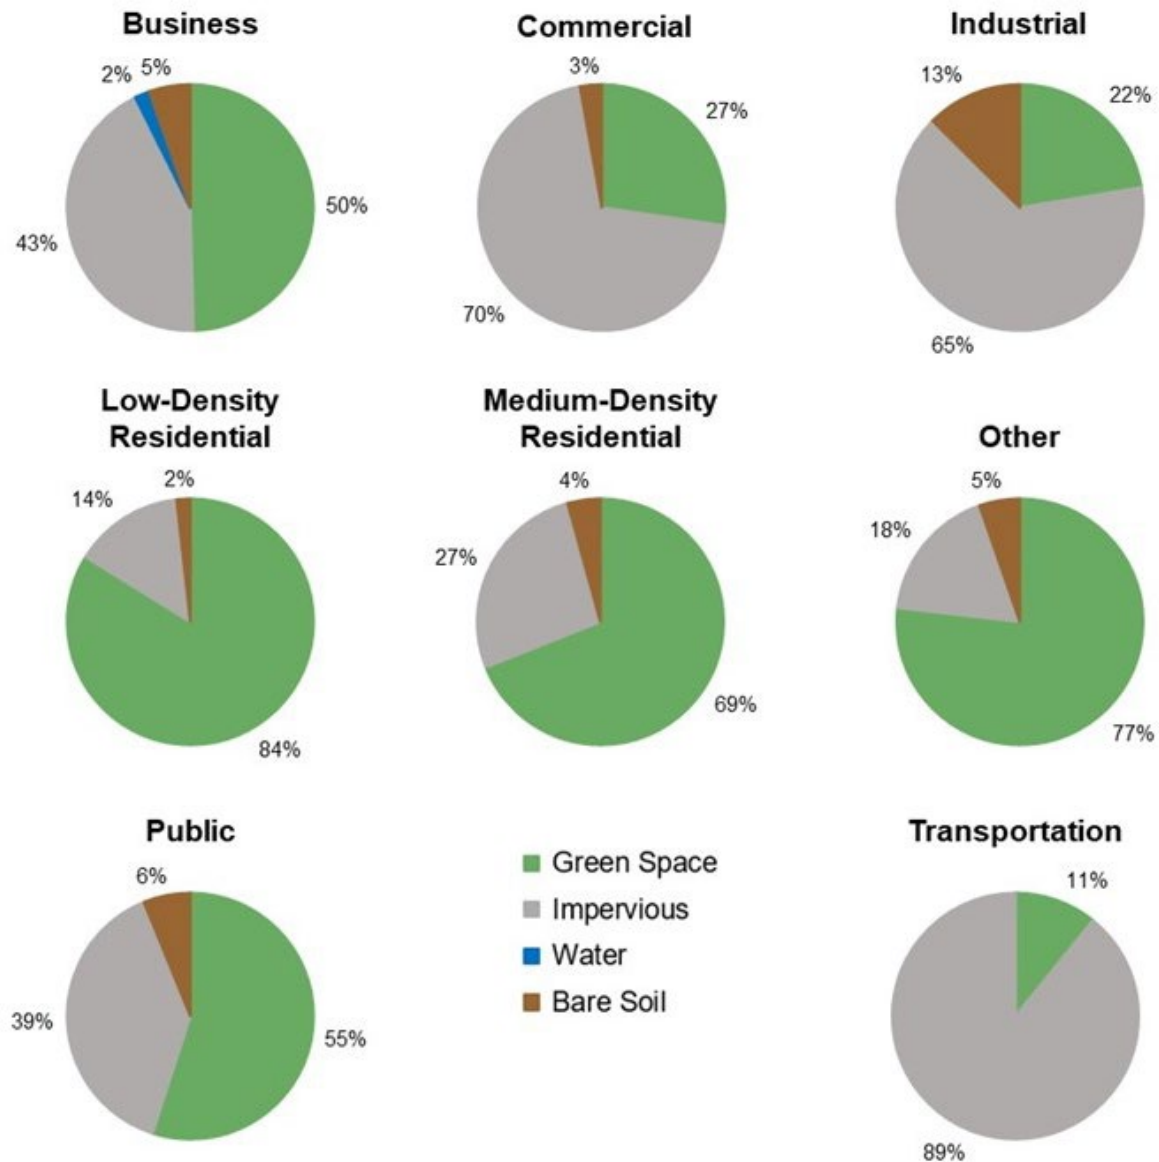 Business
2%
5%
50%
43%
Commercial
3%
27%
70%
Industrial
13%
22%
65%
Low-Density
Residential
2%
14%
84%
Medium-Density
Residential
4%
27%
69%
Other
5%
18%
77%
Public
6%
39%
55%
Green Space
Impervious
Water
Bare Soil
Transportation
11%
89%